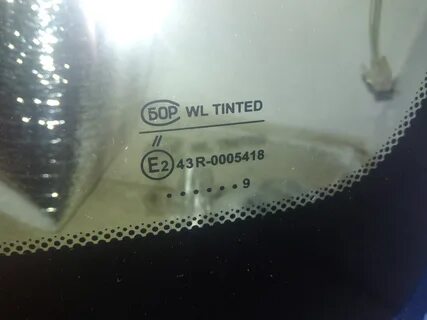 БОР WL TINTED
//
E2 43R-0005418
. . . . . . 9